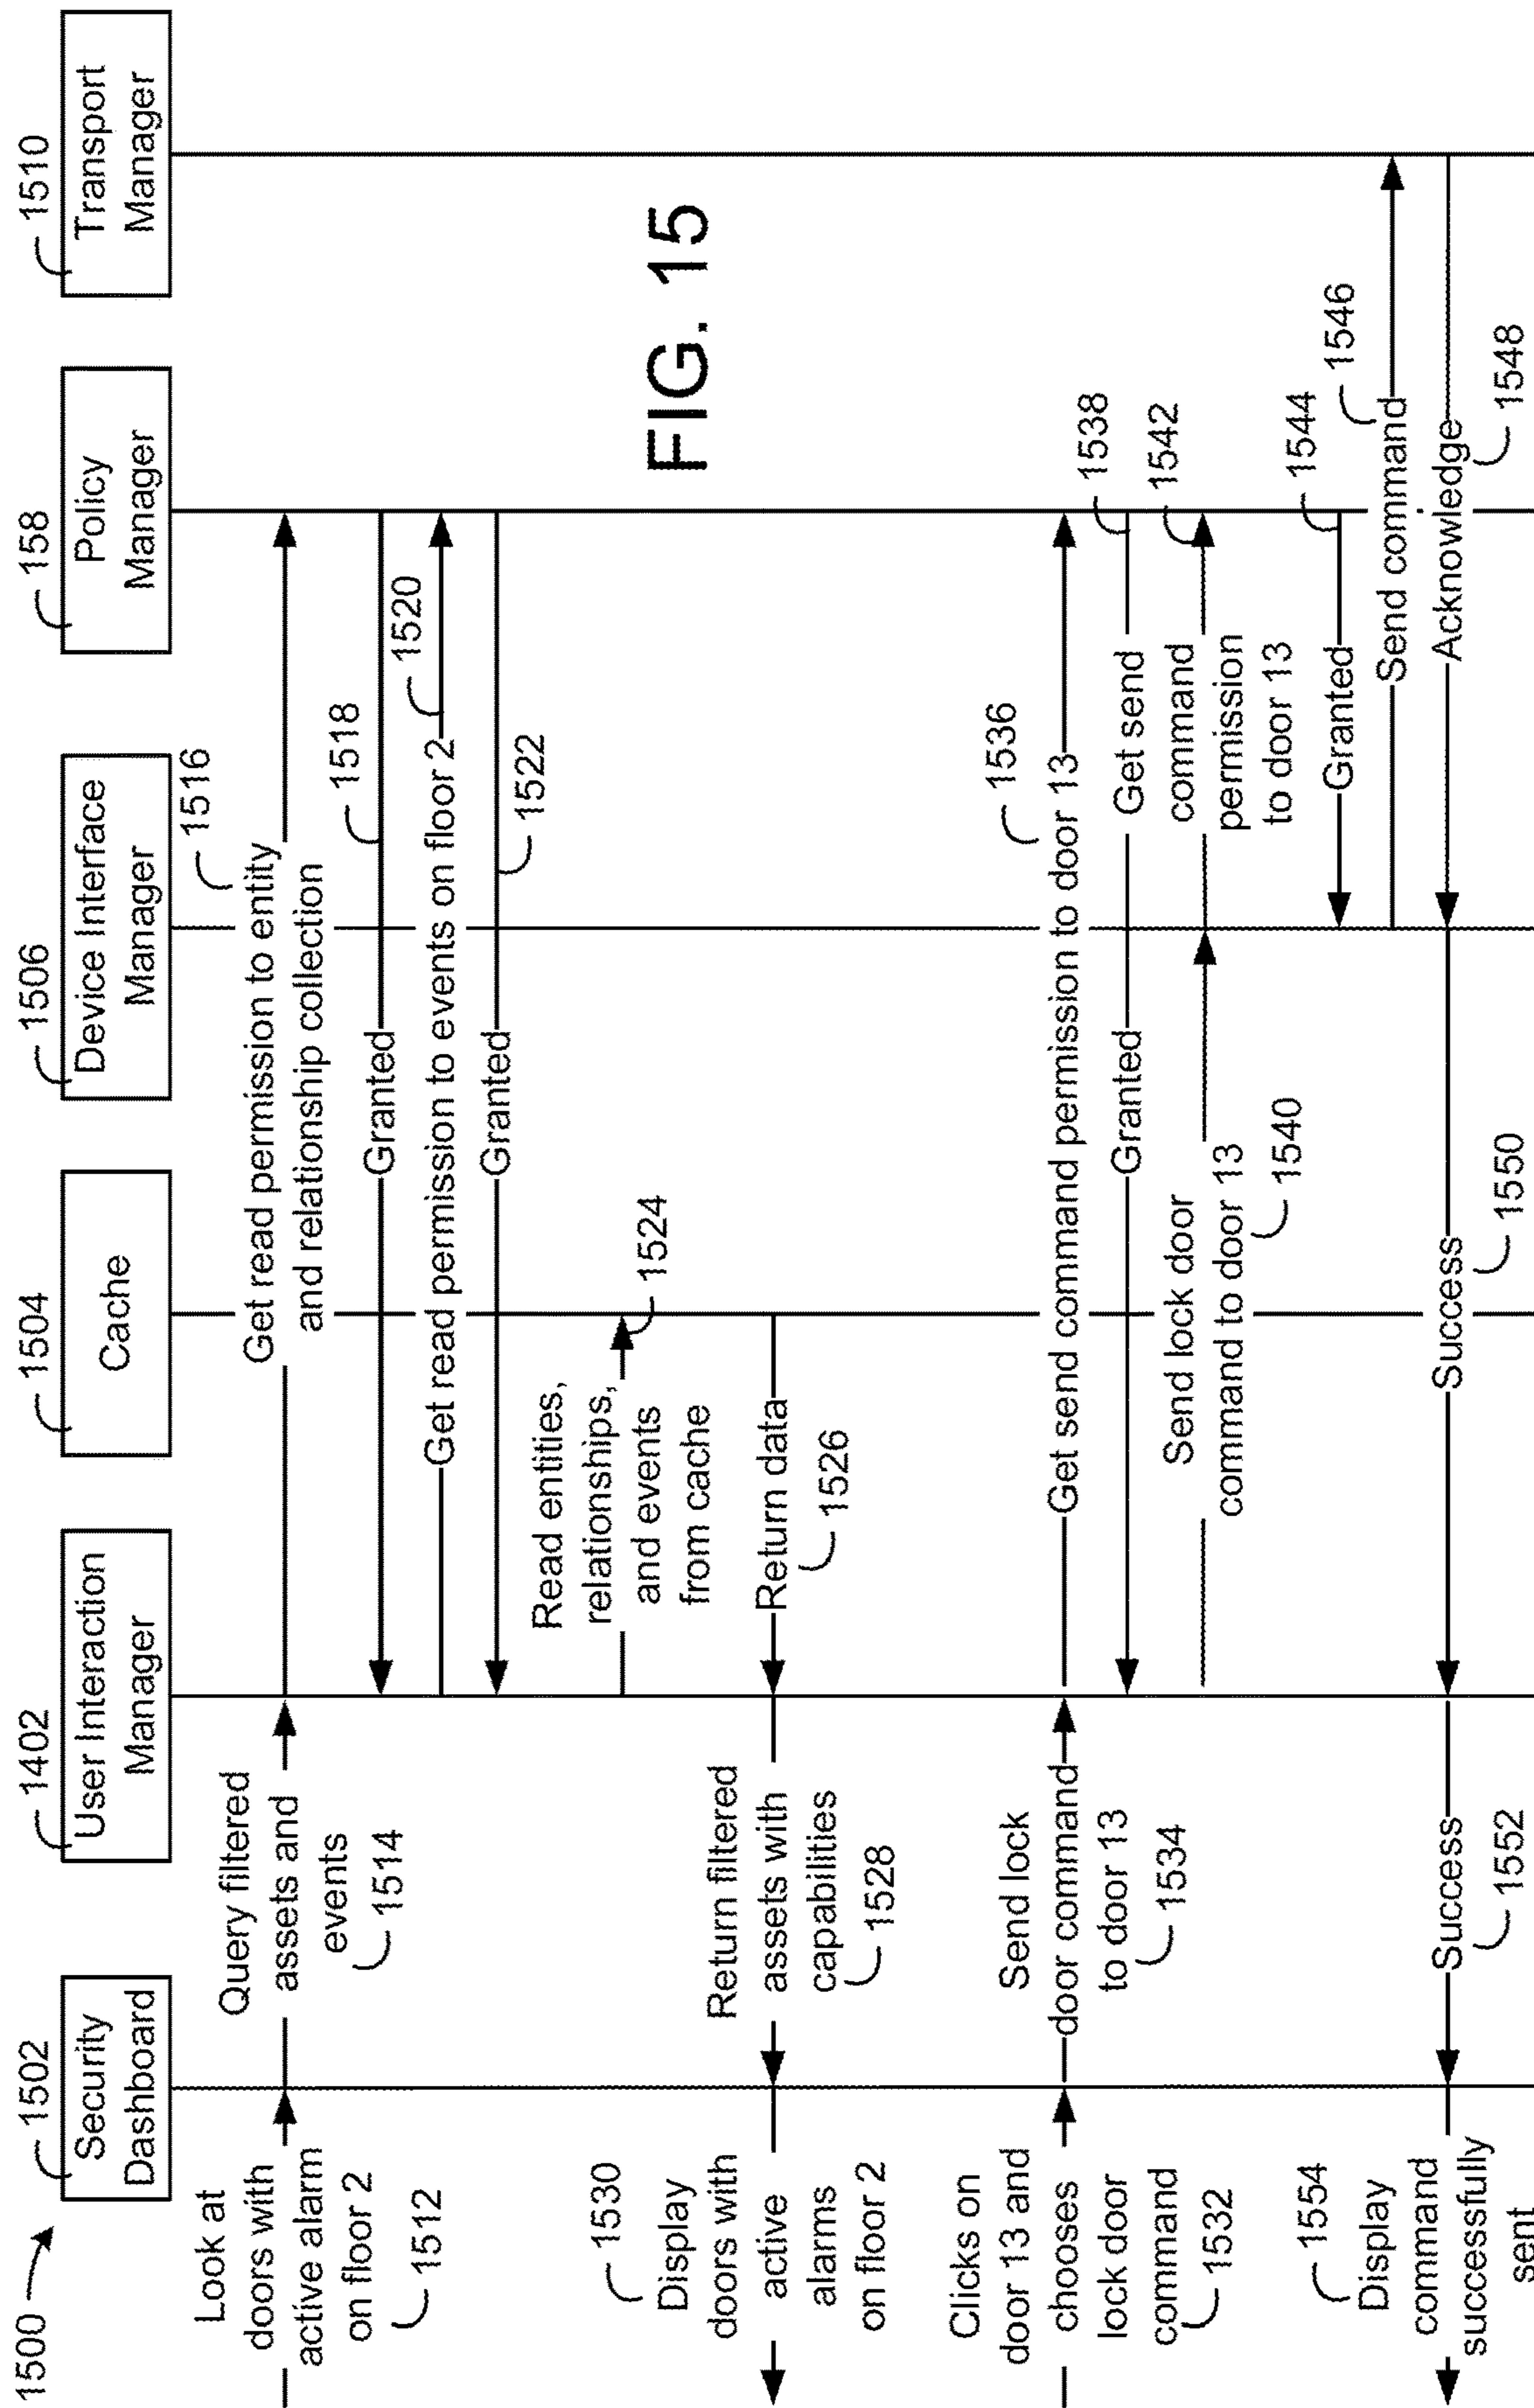 1500
1502
Security
Dashboard
1402
User Interaction
Manager
1504
Cache
1506
Device Interface
Manager
158
Policy
Manager
1510
Transport
Manager
Look at
doors with
active alarm
on floor 2
1512
Query filtered
assets and
events
1514
Get read permission to entity
and relationship collection
1516
Granted
1518
Get read permission to events on floor 2
1520
Granted
1522
Read entities,
relationships,
and events
from cache
1524
Return data
1526
Return filtered
assets with
capabilities
1528
1530
Display
doors with
active
alarms
on floor 2
FIG. 15
Clicks on
door 13 and
chooses
lock door
command
1532
Send lock
door command
to door 13
1534
Get send command permission to door 13
1536
Granted
1538
Send lock door
command to door 13
1540
Get send
command
permission
to door 13
1542
Granted
1544
Send command
1546
Acknowledge
1548
Success
1550
Success
1552
1554
Display
command
successfully
sent